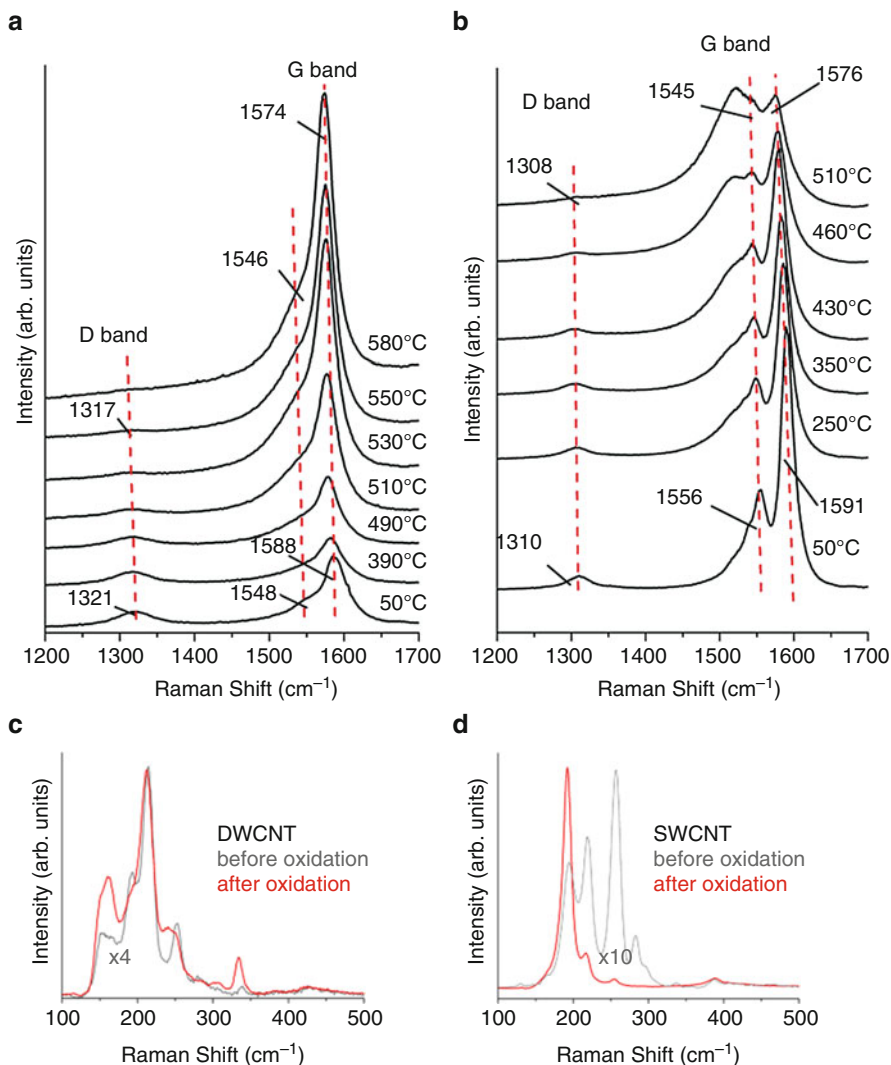 a
G band
1574
1546
D band
1317
580°C
550°C
530°C
510°C
490°C
390°C
50°C
1588
1321
1548
Intensity (arb. units)
1200 1300 1400 1500 1600 1700
Raman Shift (cm⁻¹)
b
G band
1545
1576
D band
1308
510°C
460°C
430°C
350°C
250°C
50°C
1556
1591
1310
Intensity (arb. units)
1200 1300 1400 1500 1600 1700
Raman Shift (cm⁻¹)
c
DWCNT
before oxidation
after oxidation
x4
Intensity (arb. units)
100 200 300 400 500
Raman Shift (cm⁻¹)
d
SWCNT
before oxidation
after oxidation
x10
Intensity (arb. units)
100 200 300 400 500
Raman Shift (cm⁻¹)